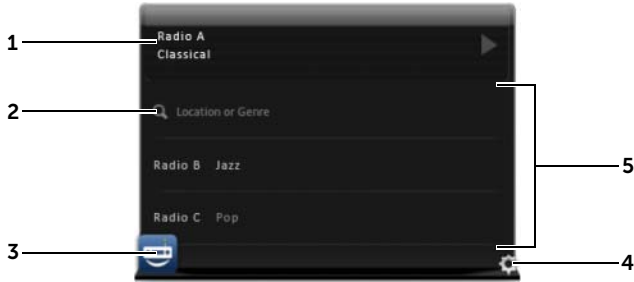 1
Radio A
Classical
2
Location or Genre
Radio B Jazz
5
Radio C Pop
3
4